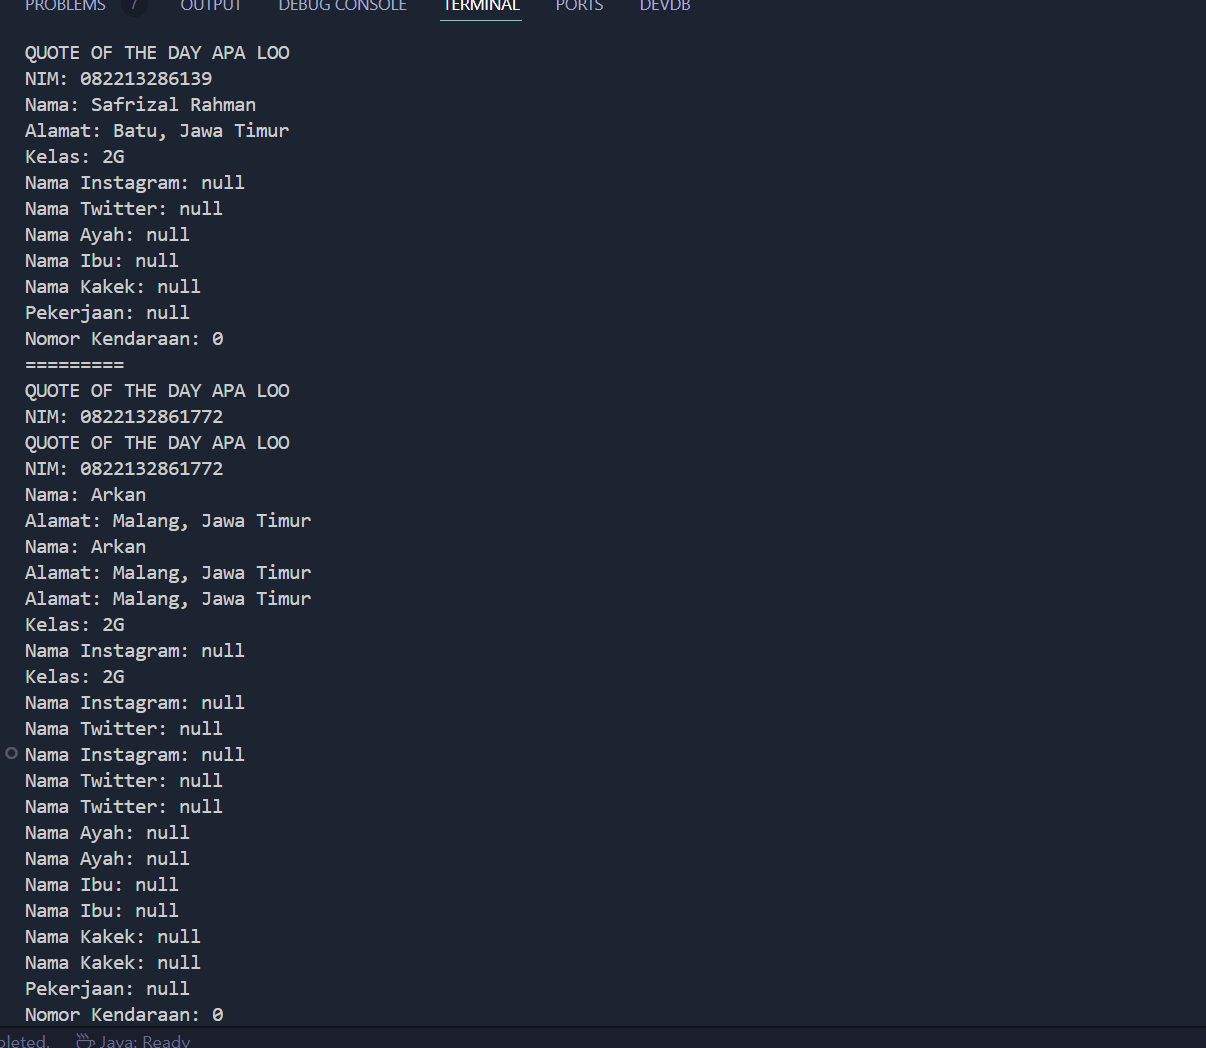 PROBLEMS 7 OUTPUT DEBUG CONSOLE TERMINAL PORTS DEVDB
QUOTE OF THE DAY APA LOO
NIM: 082213286139
Nama: Safrizal Rahman
Alamat: Batu, Jawa Timur
Kelas: 2G
Nama Instagram: null
Nama Twitter: null
Nama Ayah: null
Nama Ibu: null
Nama Kakek: null
Pekerjaan: null
Nomor Kendaraan: 0
=========
QUOTE OF THE DAY APA LOO
NIM: 0822132861772
QUOTE OF THE DAY APA LOO
NIM: 0822132861772
Nama: Arkan
Alamat: Malang, Jawa Timur
Nama: Arkan
Alamat: Malang, Jawa Timur
Alamat: Malang, Jawa Timur
Kelas: 2G
Nama Instagram: null
Kelas: 2G
Nama Instagram: null
Nama Twitter: null
Nama Instagram: null
Nama Twitter: null
Nama Twitter: null
Nama Ayah: null
Nama Ayah: null
Nama Ibu: null
Nama Ibu: null
Nama Kakek: null
Nama Kakek: null
Pekerjaan: null
Nomor Kendaraan: 0
pleted. Java: Ready